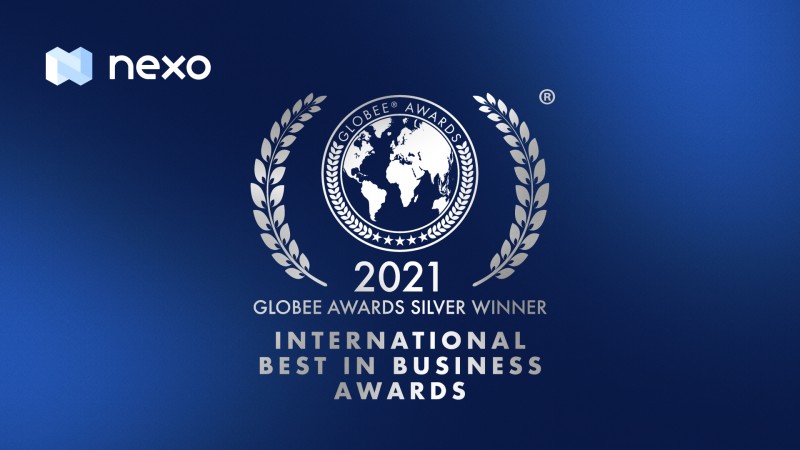 nexo
®
GLOBEE® AWARDS
2021
GLOBEE AWARDS SILVER WINNER
INTERNATIONAL
BEST IN BUSINESS
AWARDS